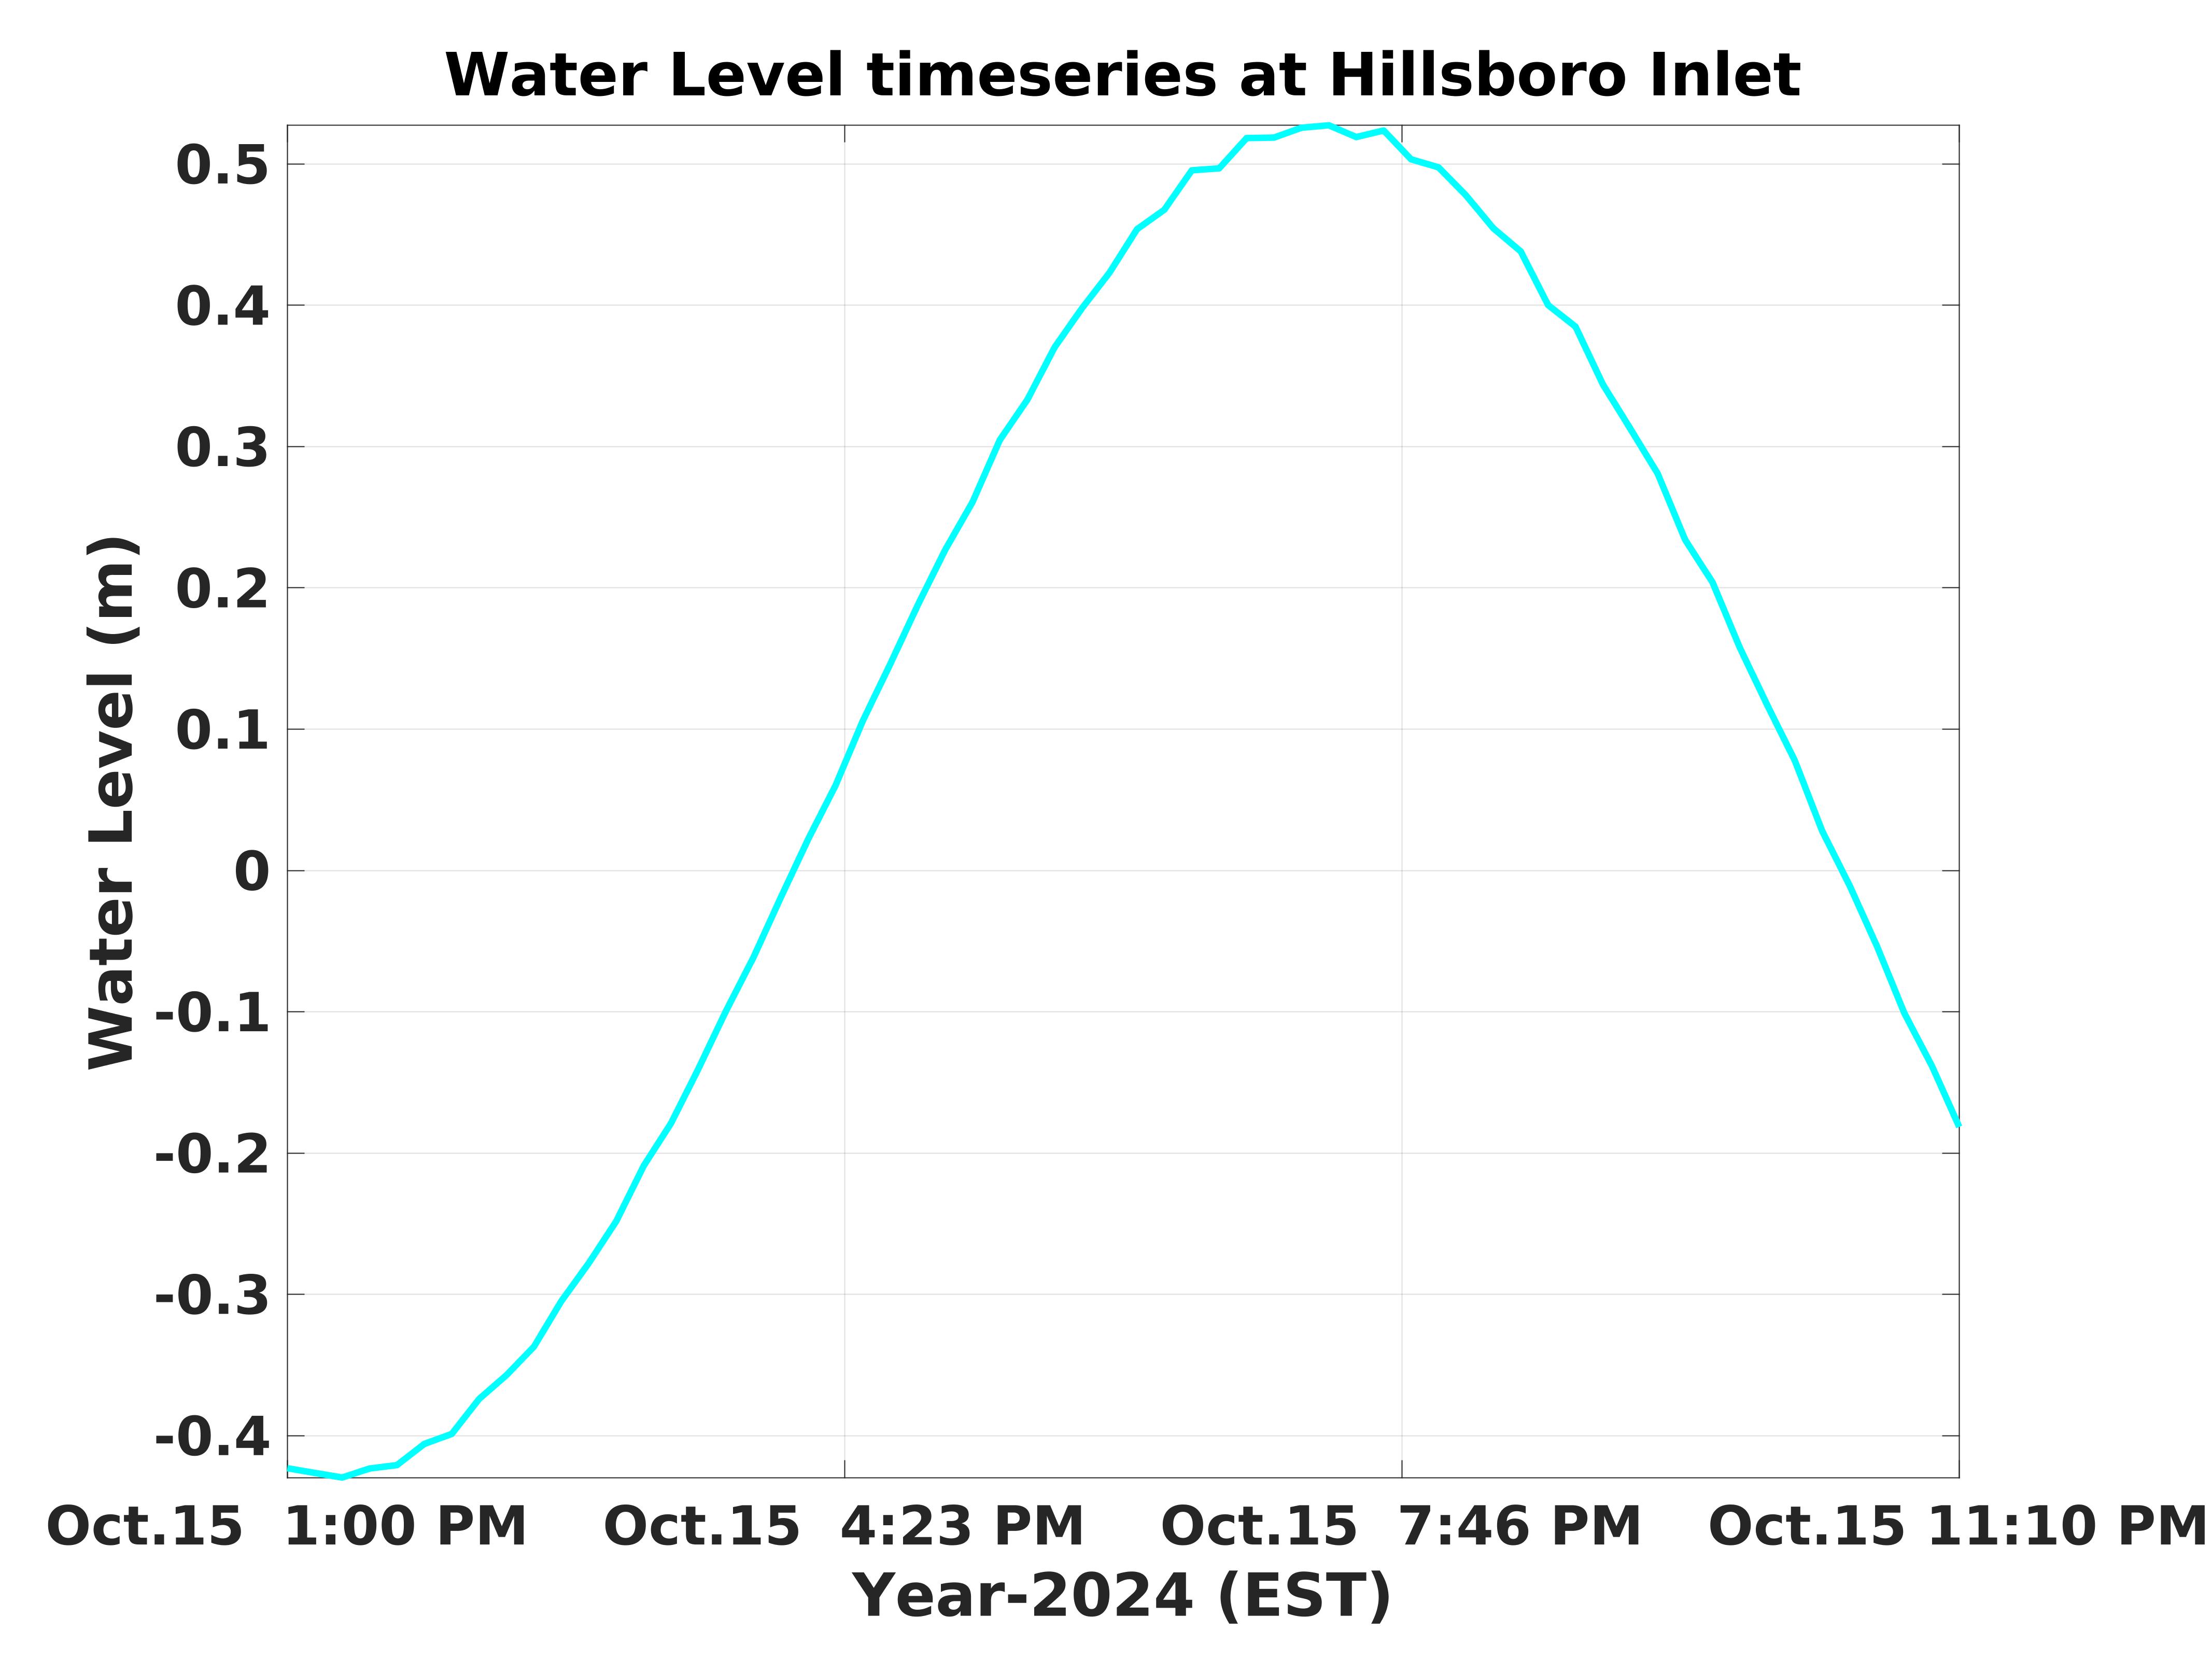 Water Level timeseries at Hillsboro Inlet
Water Level (m)
0.5
0.4
0.3
0.2
0.1
0
-0.1
-0.2
-0.3
-0.4
Oct.15 1:00 PM Oct.15 4:23 PM Oct.15 7:46 PM Oct.15 11:10 PM
Year-2024 (EST)